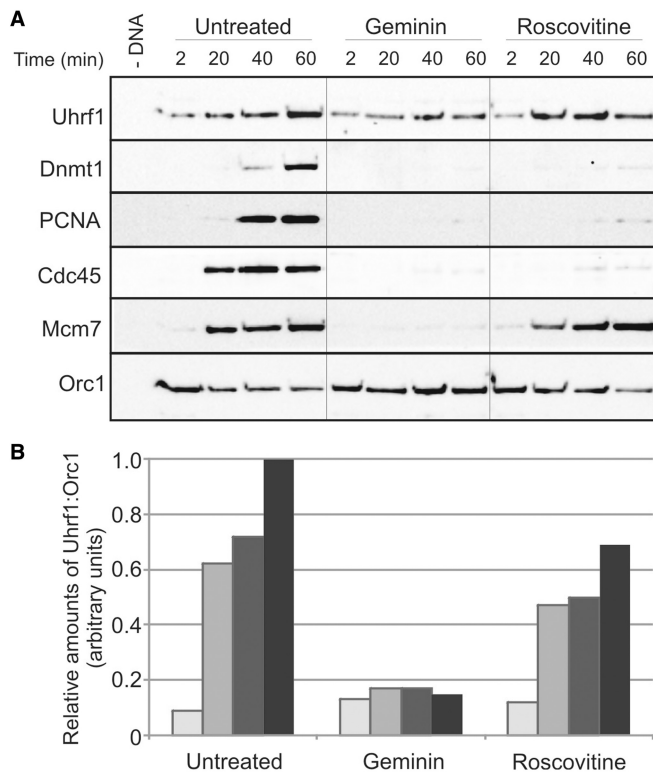 A
- DNA
Untreated Geminin Roscovitine
Time (min) 2 20 40 60 2 20 40 60 2 20 40 60
Uhrf1
Dnmt1
PCNA
Cdc45
Mcm7
Orc1
B
Relative amounts of Uhrf1:Orc1
(arbitrary units)
1.0
0.8
0.6
0.4
0.2
0
Untreated Geminin Roscovitine